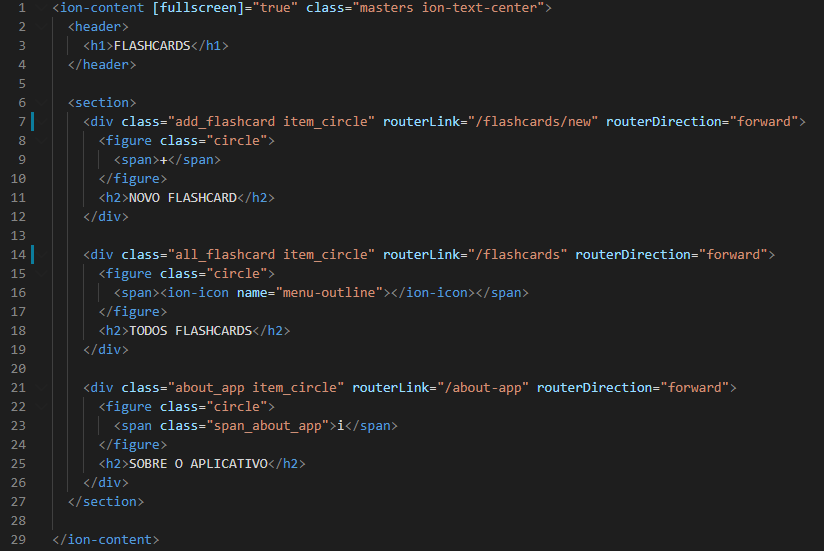 1 <ion-content [fullscreen]="true" class="masters ion-text-center">
2   <header>
3     <h1>FLASHCARDS</h1>
4   </header>
5
6   <section>
7     <div class="add_flashcard item_circle" routerLink="/flashcards/new" routerDirection="forward">
8       <figure class="circle">
9         <span>+</span>
10       </figure>
11       <h2>NOVO FLASHCARD</h2>
12     </div>
13
14     <div class="all_flashcard item_circle" routerLink="/flashcards" routerDirection="forward">
15       <figure class="circle">
16         <span><ion-icon name="menu-outline"></ion-icon></span>
17       </figure>
18       <h2>TODOS FLASHCARDS</h2>
19     </div>
20
21     <div class="about_app item_circle" routerLink="/about-app" routerDirection="forward">
22       <figure class="circle">
23         <span class="span_about_app">i</span>
24       </figure>
25       <h2>SOBRE O APLICATIVO</h2>
26     </div>
27   </section>
28
29 </ion-content>